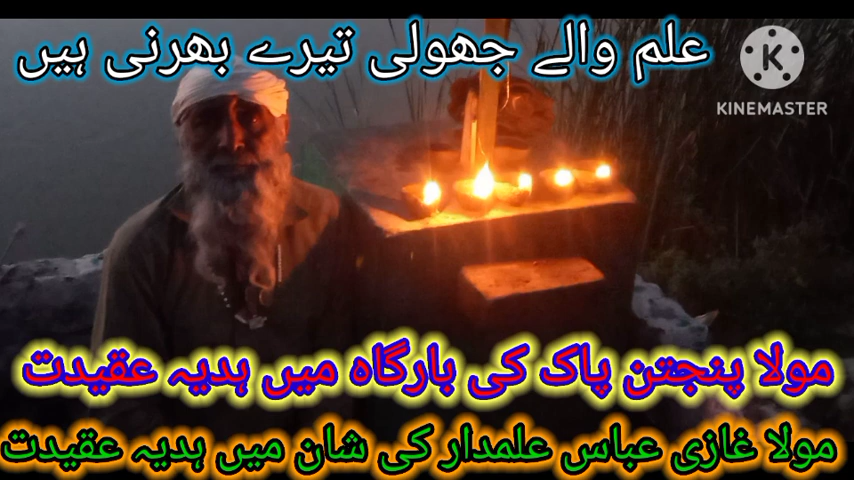 علم والے جھولی تیرے بھرنی ہیں
KINEMASTER
مولا پنجتن پاک کی بارگاہ میں ہدیہ عقیدت
مولا غازی عباس علمدار کی شان میں ہدیہ عقیدت